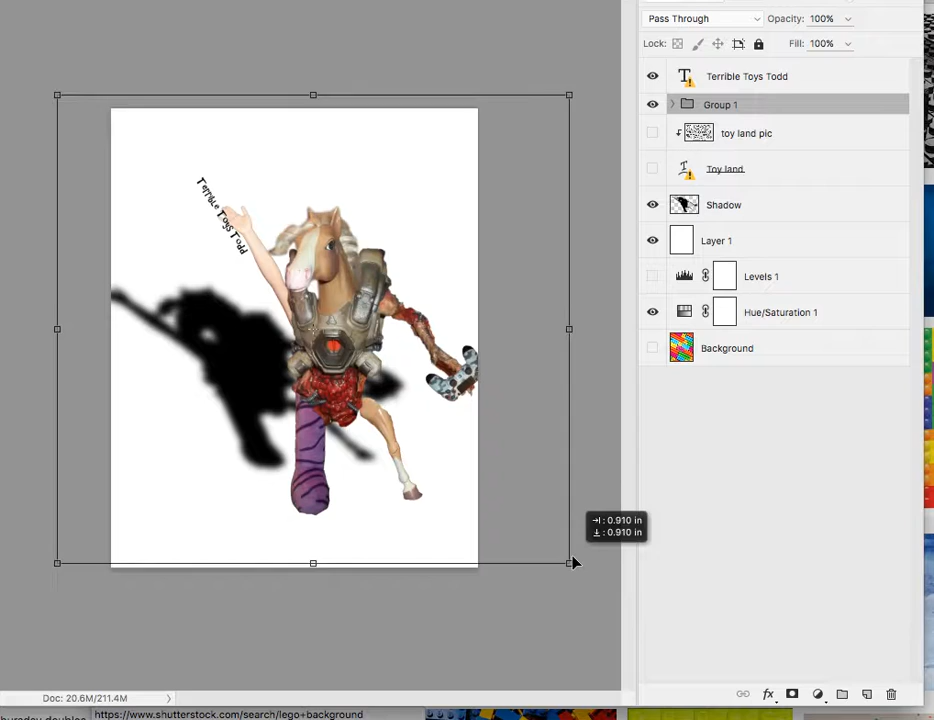 Pass Through
Opacity: 100%
Lock:
Fill: 100%
T Terrible Toys Todd
Group 1
toy land pic
T Toy land
Shadow
Layer 1
Levels 1
Hue/Saturation 1
Background
Terrible Toys Todd
→|: 0.910 in
↓: 0.910 in
fx
Doc: 20.6M/211.4M
https://www.shutterstock.com/search/lego+background